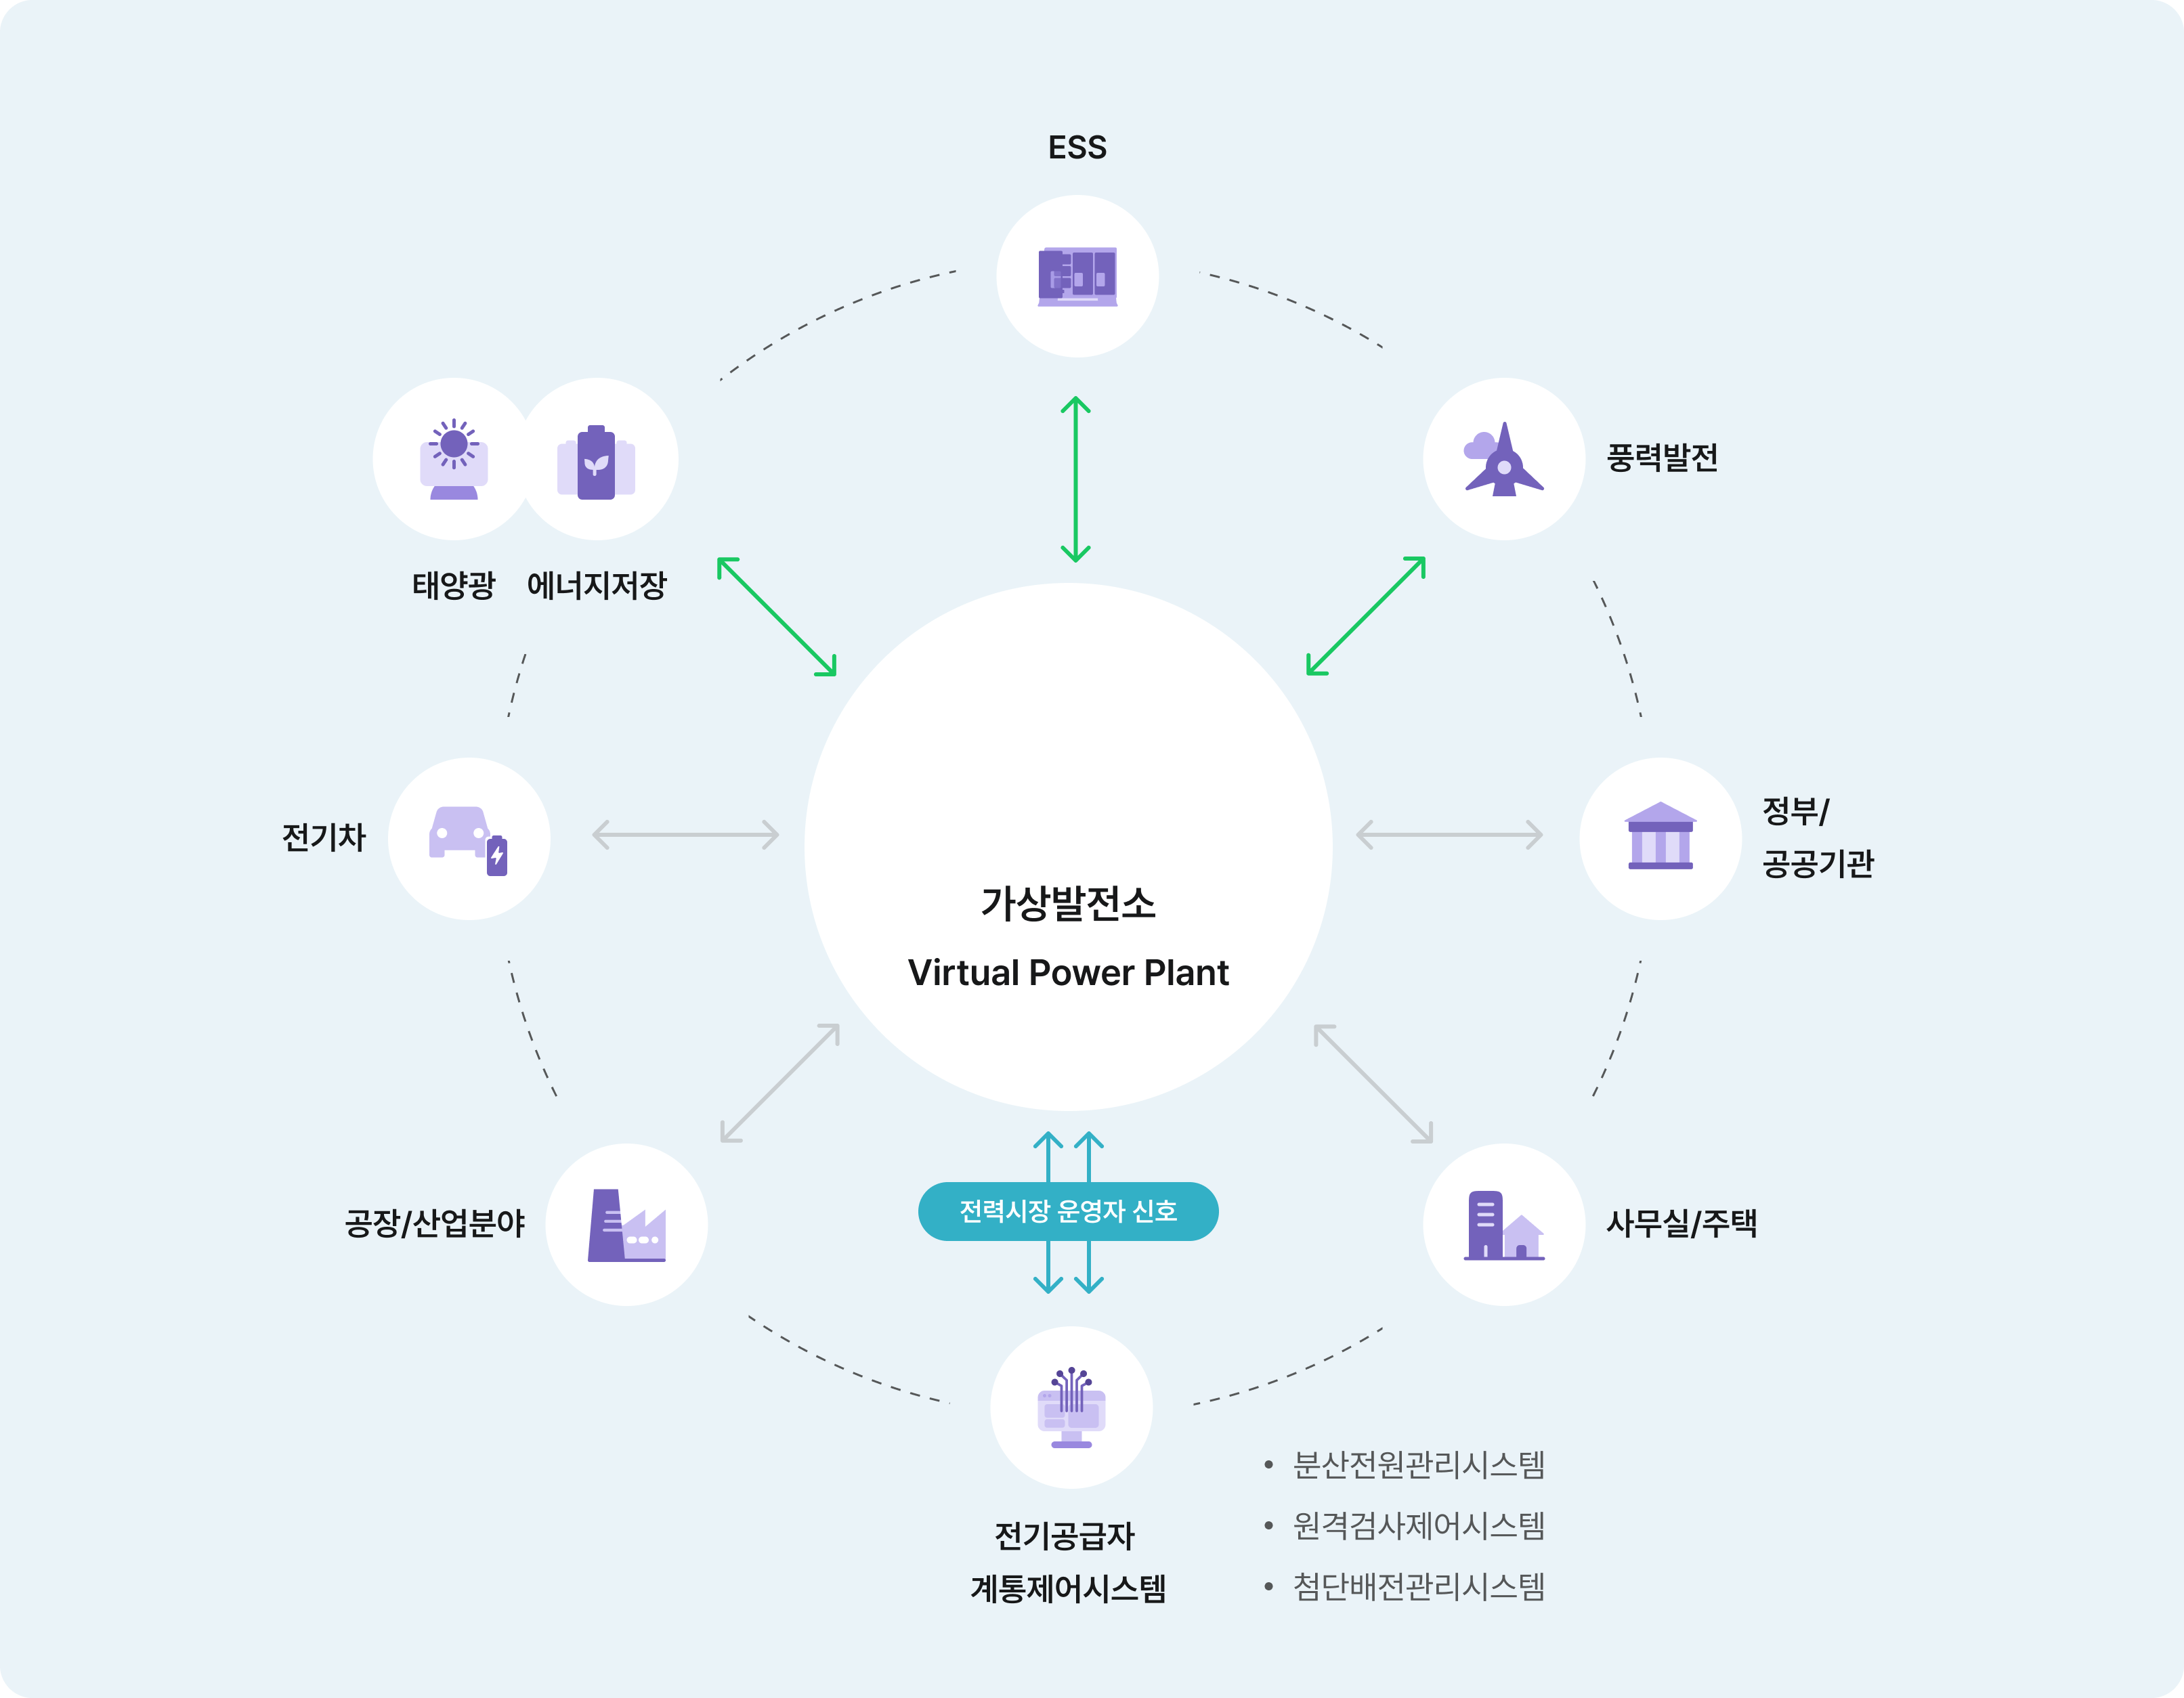 ESS
풍력발전
태양광
에너지저장
전기차
정부/
공공기관
가상발전소
Virtual Power Plant
공장/산업분야
전력시장 운영자 신호
사무실/주택
전기공급자
계통제어시스템
• 분산전원관리시스템
• 원격검사제어시스템
• 첨단배전관리시스템